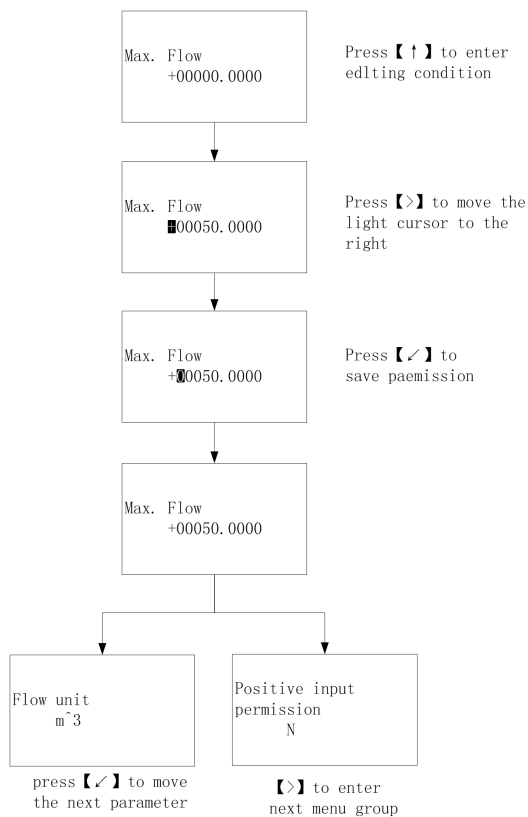 Max. Flow
+00000.0000
Press【↑】to enter
edlting condition
Max. Flow
+00050.0000
Press【>】to move the
light cursor to the
right
Max. Flow
+00050.0000
Press【↙】to
save paemission
Max. Flow
+00050.0000
Flow unit
m^3
press【↙】to move
the next parameter
Positive input
permission
N
【>】to enter
next menu group